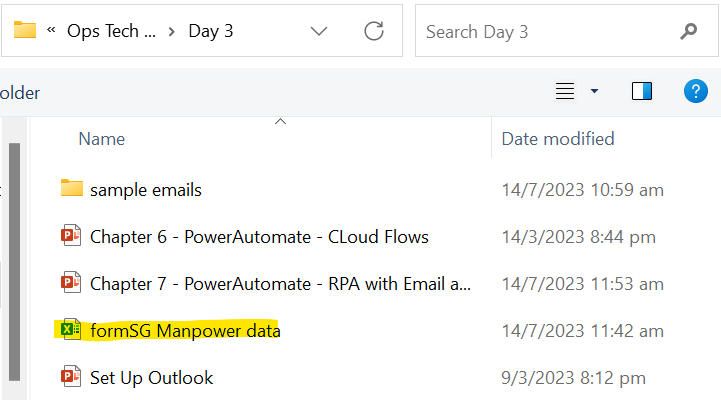 « Ops Tech ... > Day 3
Search Day 3
older
?
Name Date modified
sample emails 14/7/2023 10:59 am
Chapter 6 - PowerAutomate - CLoud Flows 14/3/2023 8:44 pm
Chapter 7 - PowerAutomate - RPA with Email a... 14/7/2023 11:53 am
formSG Manpower data 14/7/2023 11:42 am
Set Up Outlook 9/3/2023 8:12 pm